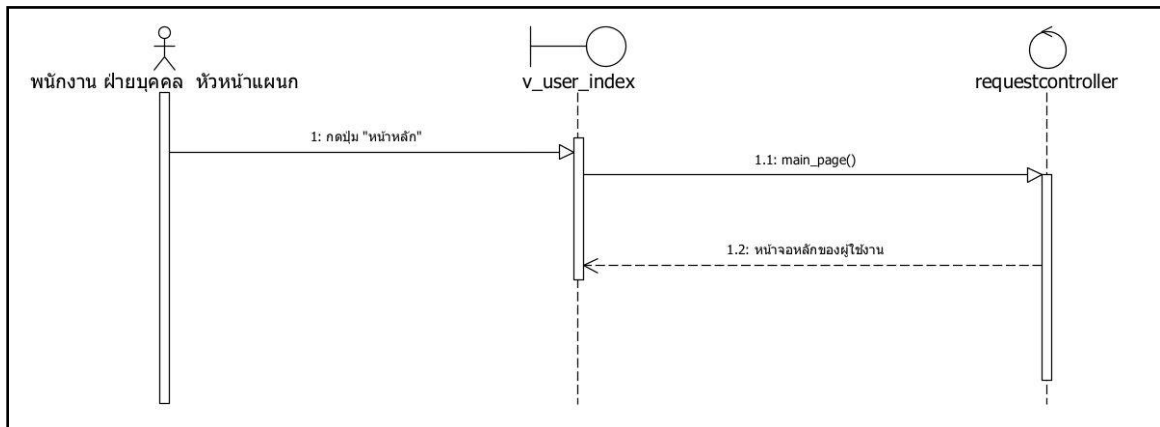 พนักงาน ฝ่ายบุคคล หัวหน้าแผนก
v_user_index
requestcontroller
1: กดปุ่ม "หน้าหลัก"
1.1: main_page()
1.2: หน้าจอหลักของผู้ใช้งาน